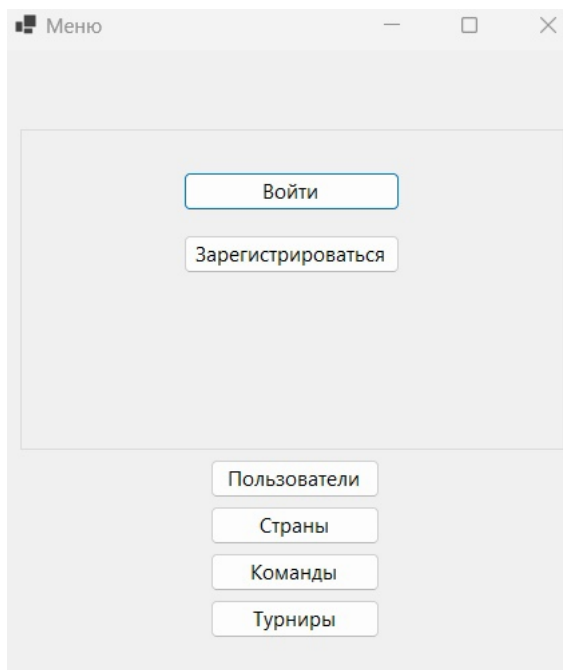 Меню
Войти
Зарегистрироваться
Пользователи
Страны
Команды
Турниры